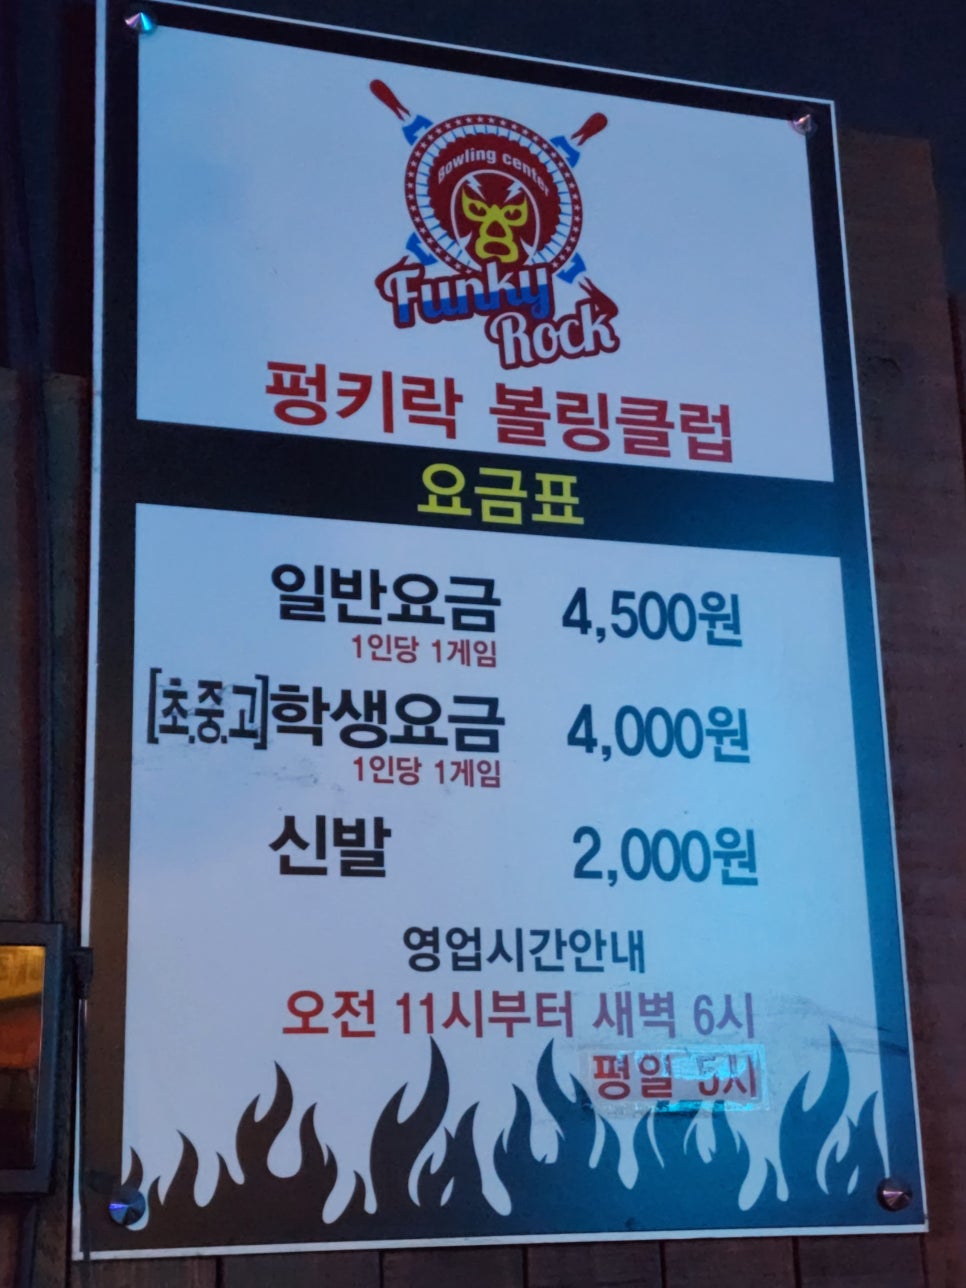 Bowling center
Funky
Rock
펑키락 볼링클럽
요금표
일반요금 4,500원
1인당 1게임
[초.중.고]학생요금 4,000원
1인당 1게임
신발 2,000원
영업시간안내
오전 11시부터 새벽 6시
평일 5시